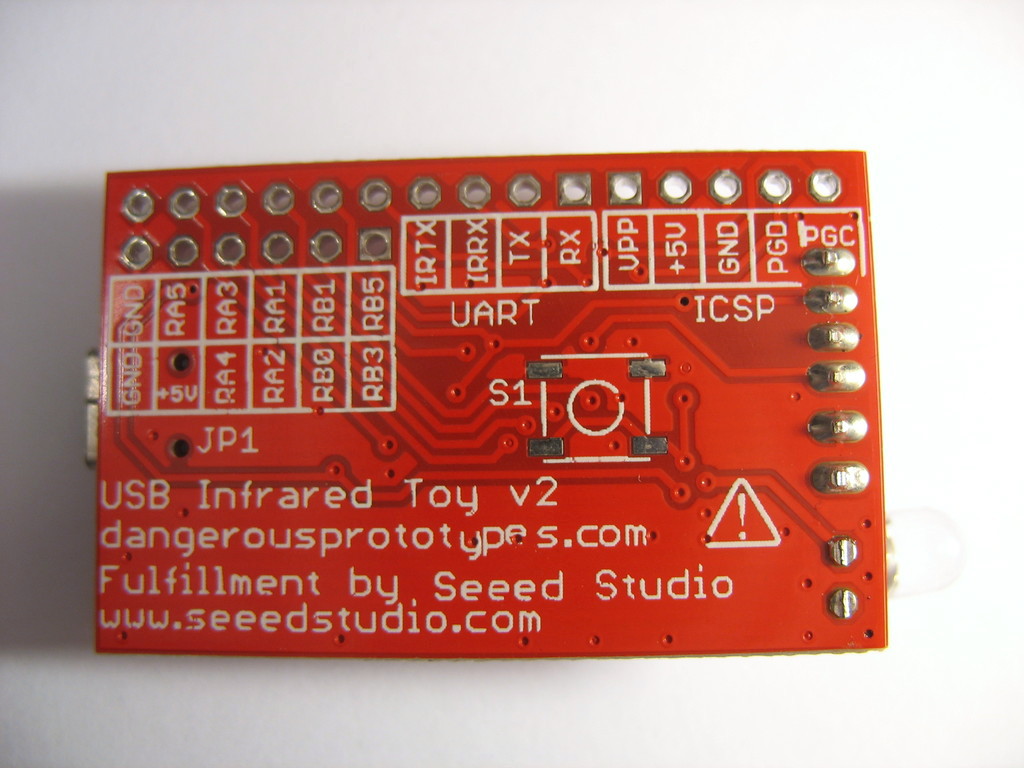 IRTX IRRX TX RX VPP +5V GND PGD PGC
UART ICSP
GND RA5 RA3 RA1 RB1 RB5
GND +5V RA4 RA2 RB0 RB3
S1
JP1
USB Infrared Toy v2
dangerousprototypes.com
Fulfillment by Seeed Studio
www.seeedstudio.com